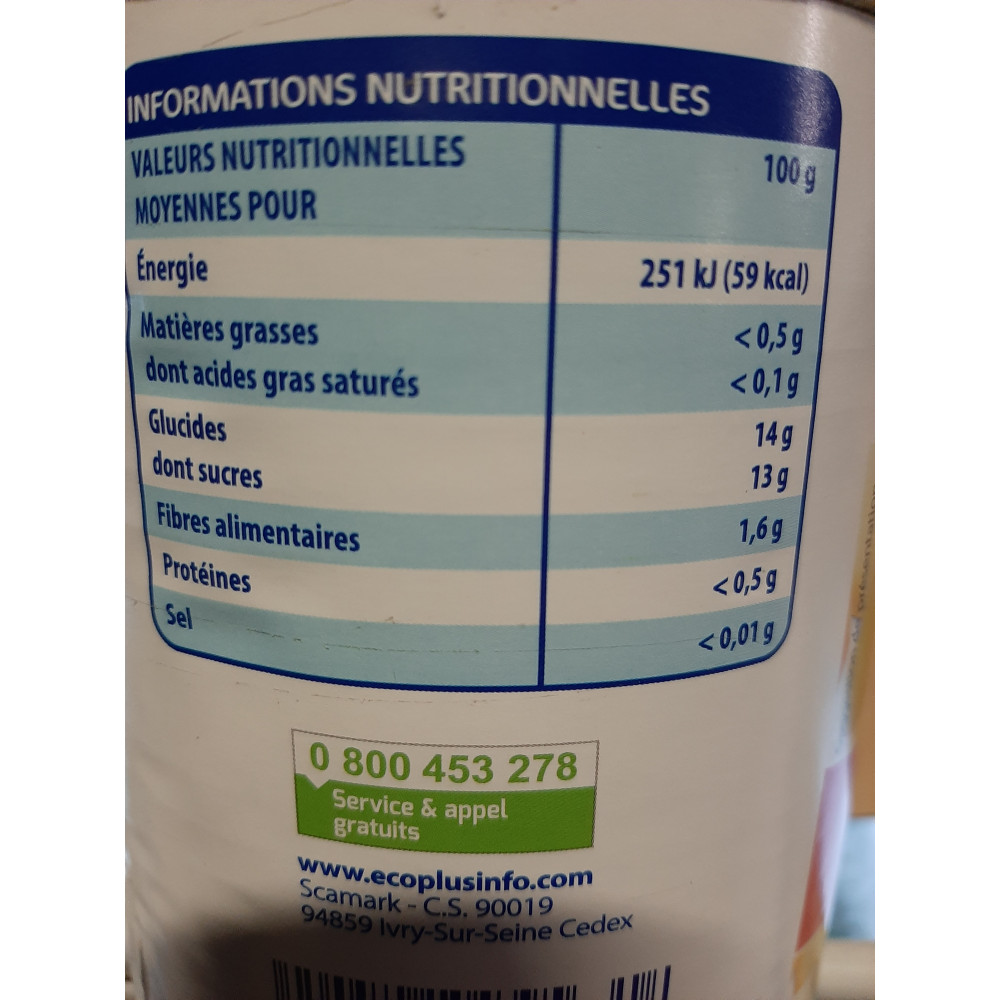 INFORMATIONS NUTRITIONNELLES
VALEURS NUTRITIONNELLES 100 g
MOYENNES POUR
Énergie 251 kJ (59 kcal)
Matières grasses < 0,5 g
dont acides gras saturés < 0,1 g
Glucides 14 g
dont sucres 13 g
Fibres alimentaires 1,6 g
Protéines < 0,5 g
Sel < 0,01 g
0 800 453 278
Service & appel
gratuits
www.ecoplusinfo.com
Scamark - C.S. 90019
94859 Ivry-Sur-Seine Cedex